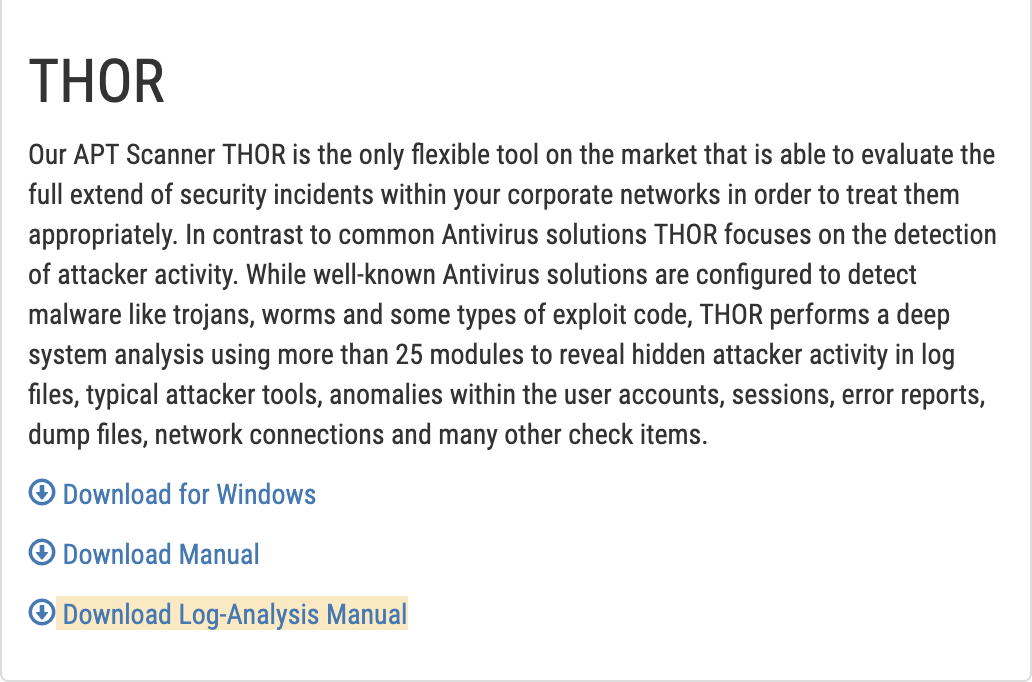 THOR
Our APT Scanner THOR is the only flexible tool on the market that is able to evaluate the
full extend of security incidents within your corporate networks in order to treat them
appropriately. In contrast to common Antivirus solutions THOR focuses on the detection
of attacker activity. While well-known Antivirus solutions are configured to detect
malware like trojans, worms and some types of exploit code, THOR performs a deep
system analysis using more than 25 modules to reveal hidden attacker activity in log
files, typical attacker tools, anomalies within the user accounts, sessions, error reports,
dump files, network connections and many other check items.
Download for Windows
Download Manual
Download Log-Analysis Manual